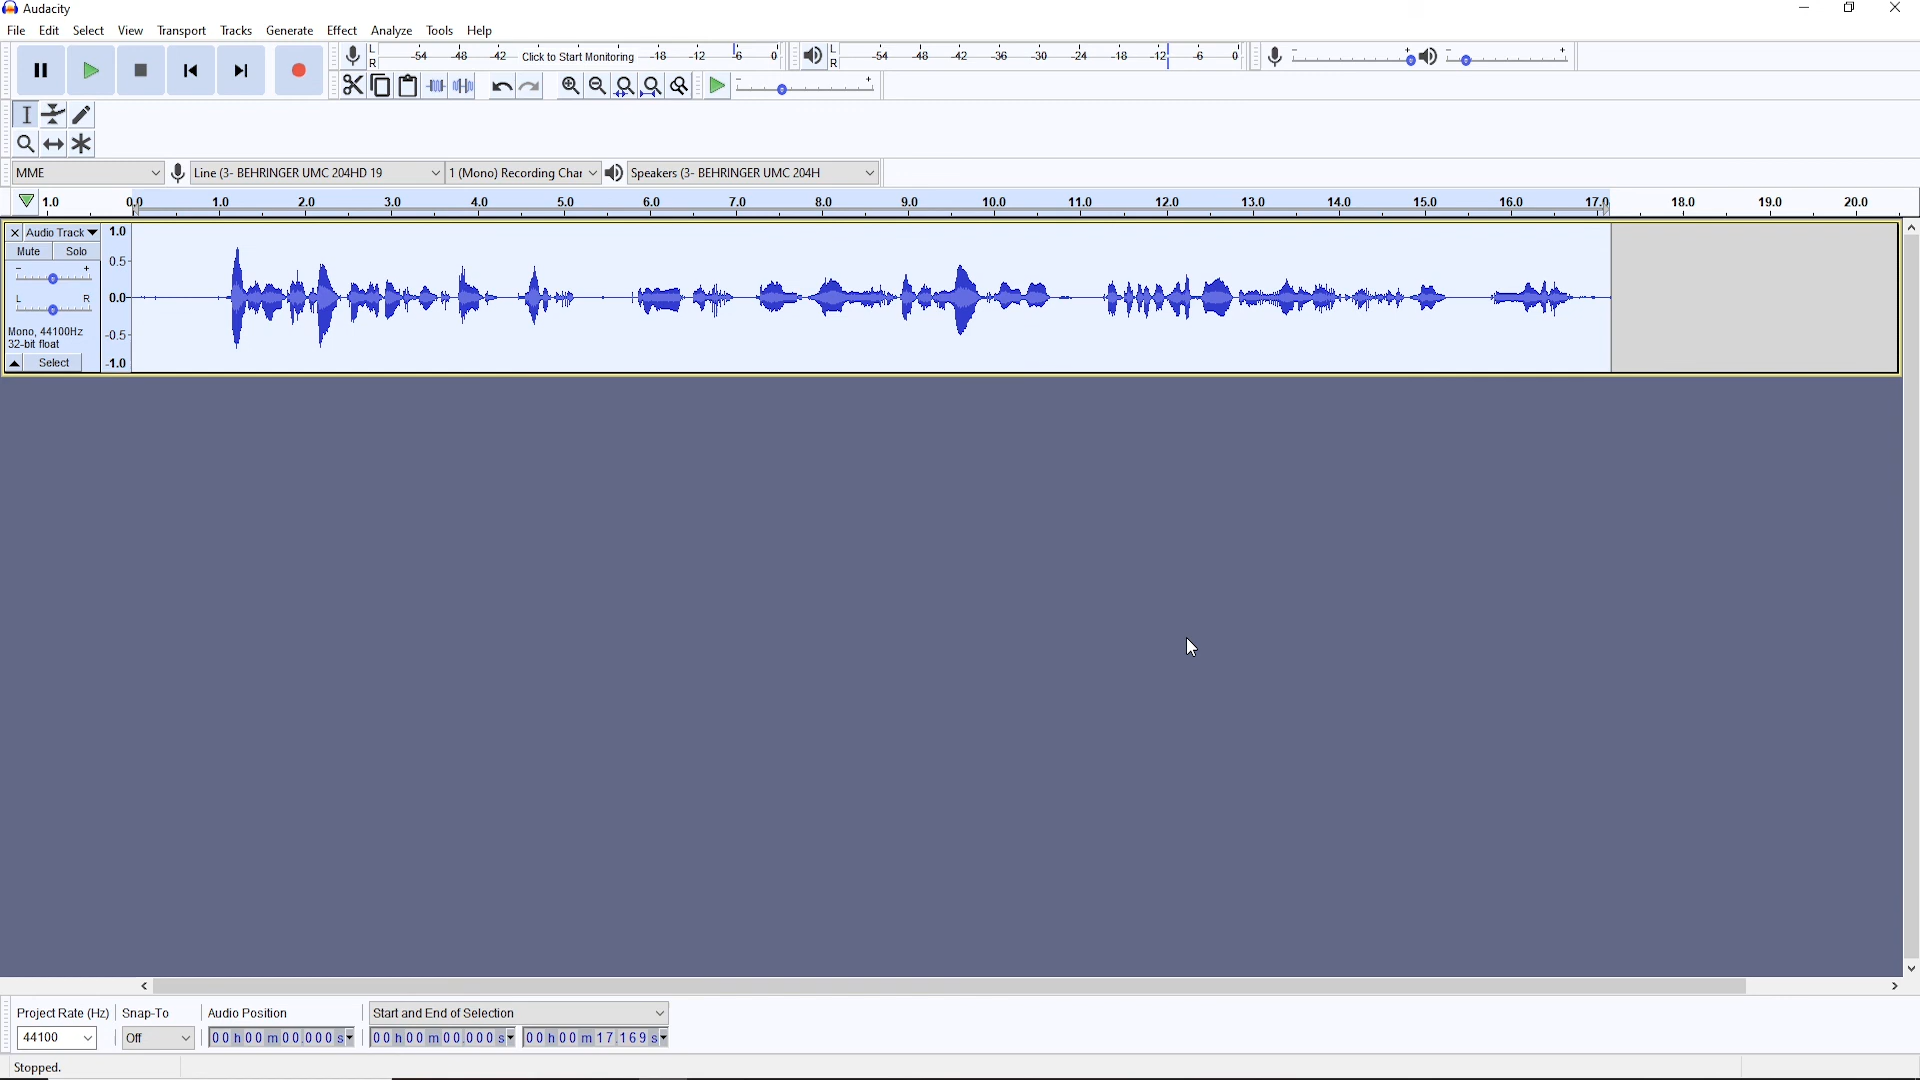 Audacity
File Edit Select View Transport Tracks Generate Effect Analyze Tools Help
L
R
-54 -48 -42 Click to Start Monitoring -18 -12 -6 0
L
R
-54 -48 -42 -36 -30 -24 -18 -12 -6 0
- +
- +
- +
MME
Line (3- BEHRINGER UMC 204HD 19
1 (Mono) Recording Char
Speakers (3- BEHRINGER UMC 204H
1.0 0.0 1.0 2.0 3.0 4.0 5.0 6.0 7.0 8.0 9.0 10.0 11.0 12.0 13.0 14.0 15.0 16.0 17.0 18.0 19.0 20.0
Audio Track
Mute Solo
- +
L R
Mono, 44100Hz
32-bit float
Select
1.0
0.5
0.0
-0.5
-1.0
Project Rate (Hz) Snap-To Audio Position Start and End of Selection
44100 Off 00 h 00 m 00.000 s 00 h 00 m 00.000 s 00 h 00 m 17.169 s
Stopped.